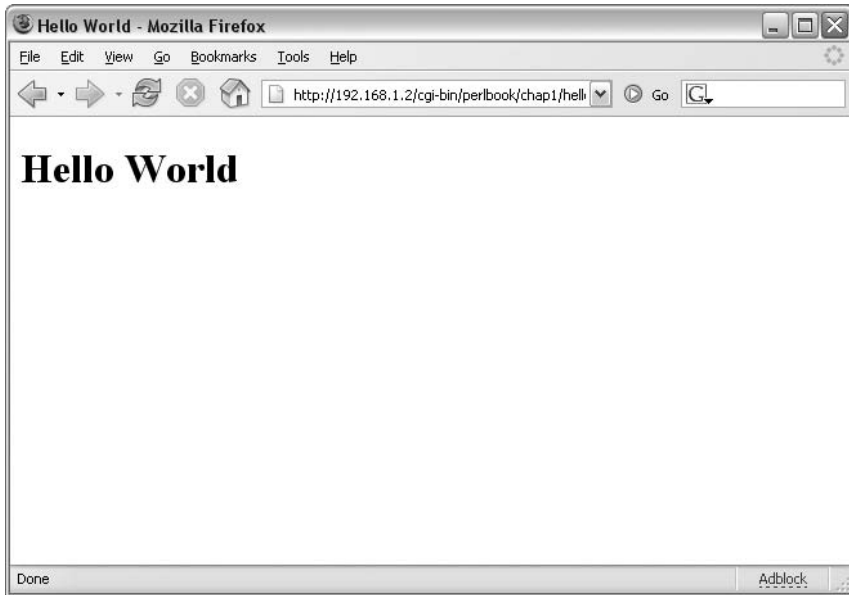 Hello World - Mozilla Firefox
File Edit View Go Bookmarks Tools Help
http://192.168.1.2/cgi-bin/perlbook/chap1/hell Go G
Hello World
Done Adblock